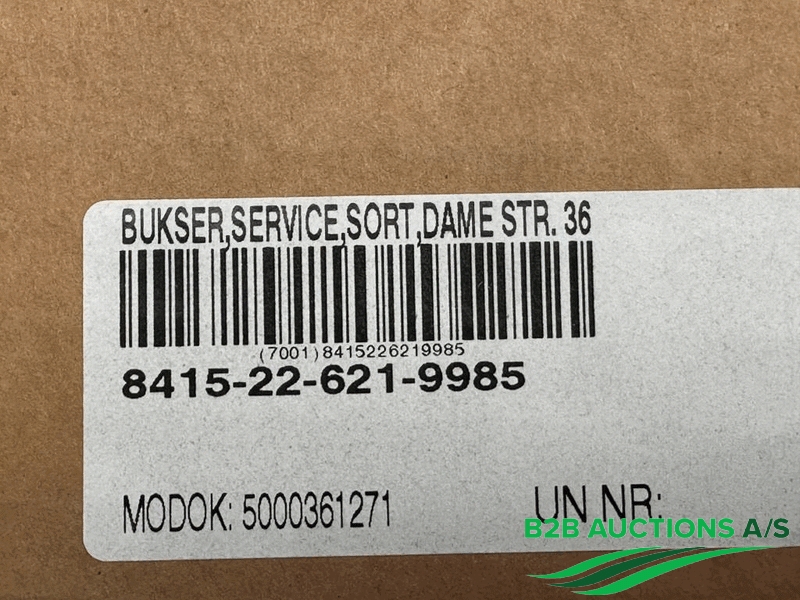 BUKSER,SERVICE,SORT,DAME STR. 36
(7001)8415226219985
8415-22-621-9985
MODOK: 5000361271
UN NR:
B2B AUCTIONS A/S